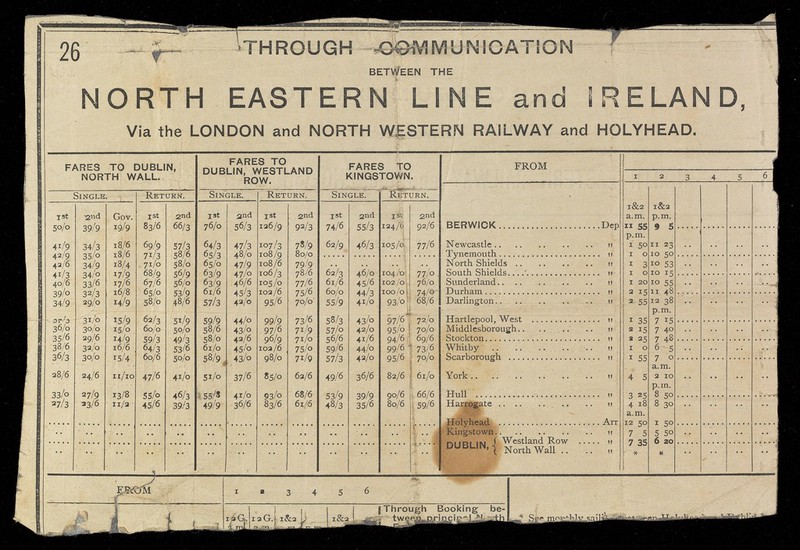 26
THROUGH COMMUNICATION
BETWEEN THE
NORTH EASTERN LINE and IRELAND,
Via the LONDON and NORTH WESTERN RAILWAY and HOLYHEAD.
FARES TO DUBLIN, NORTH WALL. FARES TO DUBLIN, WESTLAND ROW. FARES TO KINGSTOWN. FROM 1 2 3 4 5 6
SINGLE. RETURN. SINGLE. RETURN. SINGLE. RETURN.
1&2 1&2
1st 2nd Gov. 1st 2nd 1st 2nd 1st 2nd 1st 2nd 1st 2nd a.m. p.m.
50/0 39/9 19/9 83/6 66/3 76/0 56/3 126/9 92/3 74/6 55/3 124/6 92/6 BERWICK Dep 11 55 9 5
p.m.
41/9 34/3 18/6 69/9 57/3 64/3 47/3 107/3 78/9 62/9 46/3 105/0 77/6 Newcastle " 1 50 11 23
42/9 35/0 18/6 71/3 58/6 65/3 48/0 108/9 80/0 Tynemouth " 1 0 10 50
42/6 34/9 18/4 71/0 58/0 65/0 47/9 108/6 79/9 North Shields " 1 3 10 53
41/3 34/0 17/9 68/9 56/9 63/9 47/0 106/3 78/6 62/3 46/0 104/0 77/0 South Shields " 1 0 10 15
40/6 33/6 17/6 67/6 56/0 63/9 46/6 105/0 77/6 61/6 45/6 102/6 76/0 Sunderland " 1 20 10 55
39/0 32/3 16/8 65/0 53/9 61/6 45/3 102/6 75/6 60/0 44/3 100/0 74/0 Durham " 2 15 11 48
34/9 29/0 14/9 58/0 48/6 57/3 42/0 95/6 70/0 55/9 41/0 93/0 68/6 Darlington " 2 55 12 38
p.m.
31/0 15/9 62/3 51/9 59/9 44/0 99/9 73/6 58/3 43/0 97/6 72/0 Hartlepool, West " 1 35 7 15
36/0 30/0 15/0 60/0 50/0 58/6 43/0 97/6 71/9 57/0 42/0 95/0 70/0 Middlesborough " 2 15 7 40
35/6 29/6 14/9 59/3 49/3 58/0 42/6 96/9 71/0 56/6 41/6 94/6 69/6 Stockton " 2 25 7 48
38/6 32/0 16/6 64/3 53/6 61/0 45/0 102/6 75/0 59/6 44/0 99/6 73/6 Whitby " 1 0 6 5
36/3 30/0 15/4 60/6 50/0 58/9 43/0 98/0 71/9 57/3 42/0 95/6 70/0 Scarborough " 1 55 7 0
a.m.
28/6 24/6 11/10 47/6 41/0 51/0 37/6 85/0 62/6 49/6 36/6 82/6 61/0 York " 4 5 2 10
p.m.
33/0 27/9 13/8 55/0 46/3 55/8 41/0 93/0 68/6 53/9 39/9 90/6 66/6 Hull " 3 25 8 50
27/3 23/6 11/2 45/6 39/3 49/9 36/6 83/6 61/6 48/3 35/6 80/6 59/6 Harrogate " 4 18 8 30
a.m.
Holyhead Arr 12 50 1 50
Kingstown " 7 5 5 50
DUBLIN, { Westland Row " 7 35 6 20
North Wall " * *
FROM 1 2 3 4 5 6
12G. 12G. 1&2 1&2 Through Booking be-
tween principal * See monthly